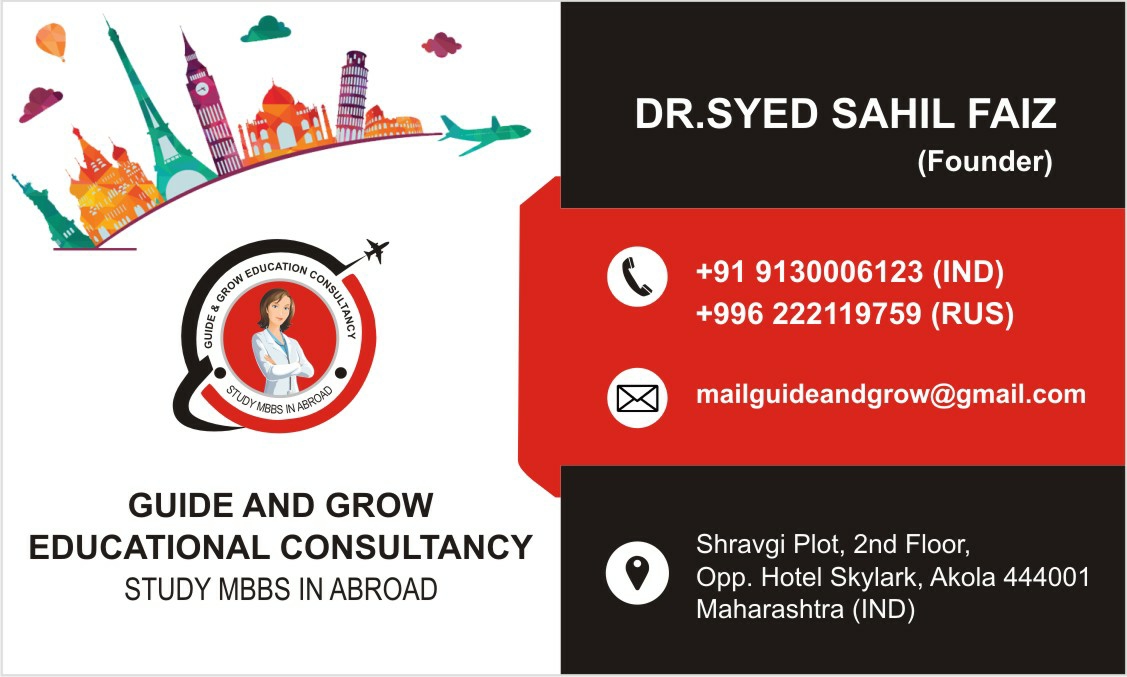 GUIDE & GROW EDUCATION CONSULTANCY
STUDY MBBS IN ABROAD
GUIDE AND GROW
EDUCATIONAL CONSULTANCY
STUDY MBBS IN ABROAD
DR.SYED SAHIL FAIZ
(Founder)
+91 9130006123 (IND)
+996 222119759 (RUS)
mailguideandgrow@gmail.com
Shravgi Plot, 2nd Floor,
Opp. Hotel Skylark, Akola 444001
Maharashtra (IND)